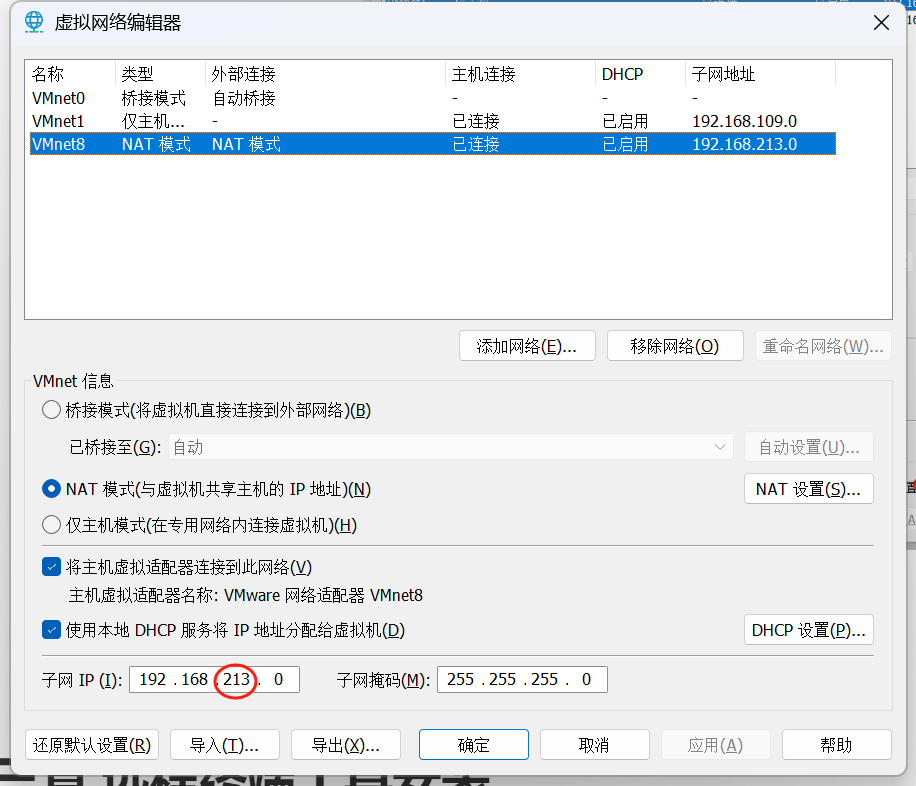 虚拟网络编辑器
名称 类型 外部连接 主机连接 DHCP 子网地址
VMnet0 桥接模式 自动桥接 - - -
VMnet1 仅主机... - 已连接 已启用 192.168.109.0
VMnet8 NAT 模式 NAT 模式 已连接 已启用 192.168.213.0
添加网络(E)... 移除网络(O) 重命名网络(W)...
VMnet 信息
桥接模式(将虚拟机直接连接到外部网络)(B)
已桥接至(G): 自动 自动设置(U)...
NAT 模式(与虚拟机共享主机的 IP 地址)(N) NAT 设置(S)...
仅主机模式(在专用网络内连接虚拟机)(H)
将主机虚拟适配器连接到此网络(V)
主机虚拟适配器名称: VMware 网络适配器 VMnet8
使用本地 DHCP 服务将 IP 地址分配给虚拟机(D) DHCP 设置(P)...
子网 IP (I): 192 . 168 . 213 . 0 子网掩码(M): 255 . 255 . 255 . 0
还原默认设置(R) 导入(T)... 导出(X)... 确定 取消 应用(A) 帮助